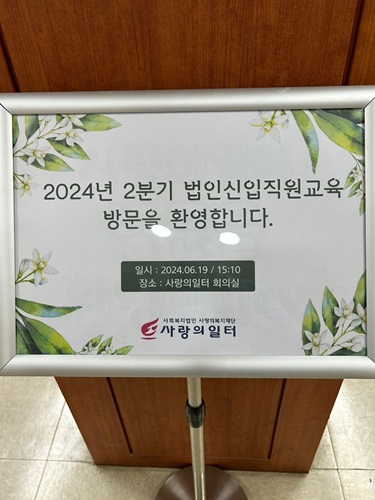 2024년 2분기 법인신입직원교육
방문을 환영합니다.
일시 : 2024.06.19 / 15:10
장소 : 사랑의일터 회의실
사회복지법인 사랑의복지재단
사랑의일터